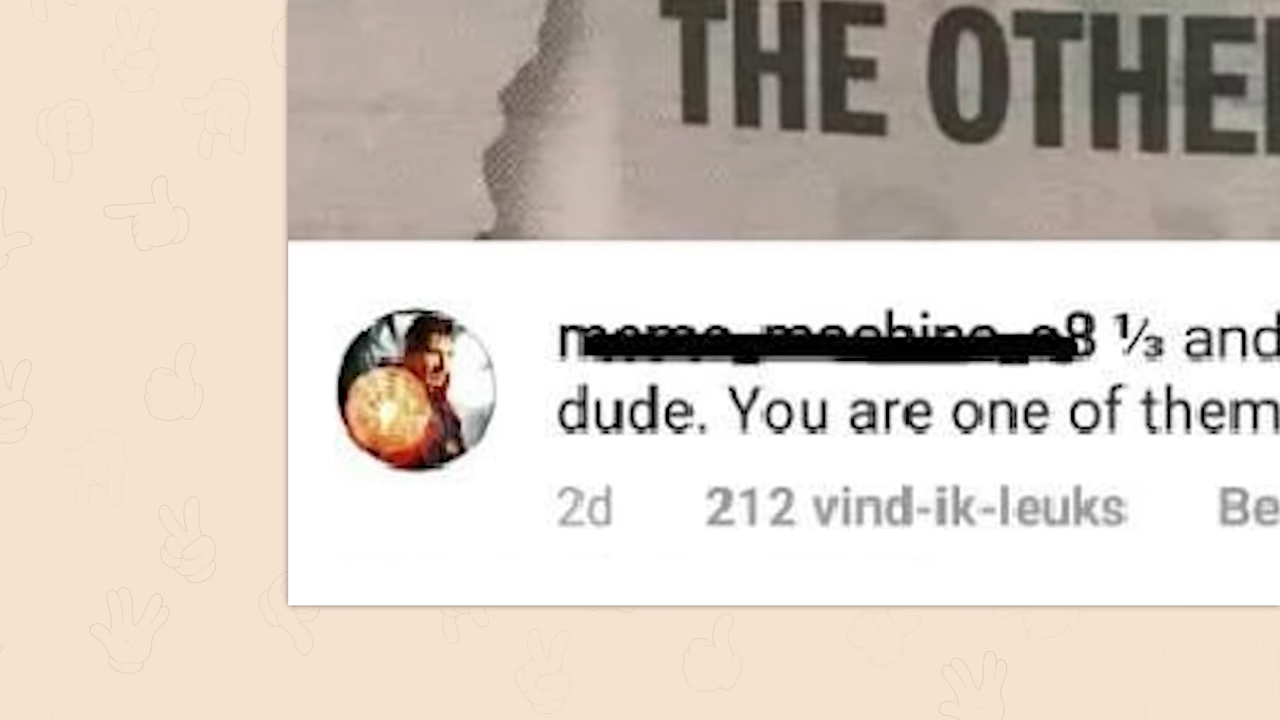 THE OTHE
8 ⅓ and
dude. You are one of them
2d 212 vind-ik-leuks Be